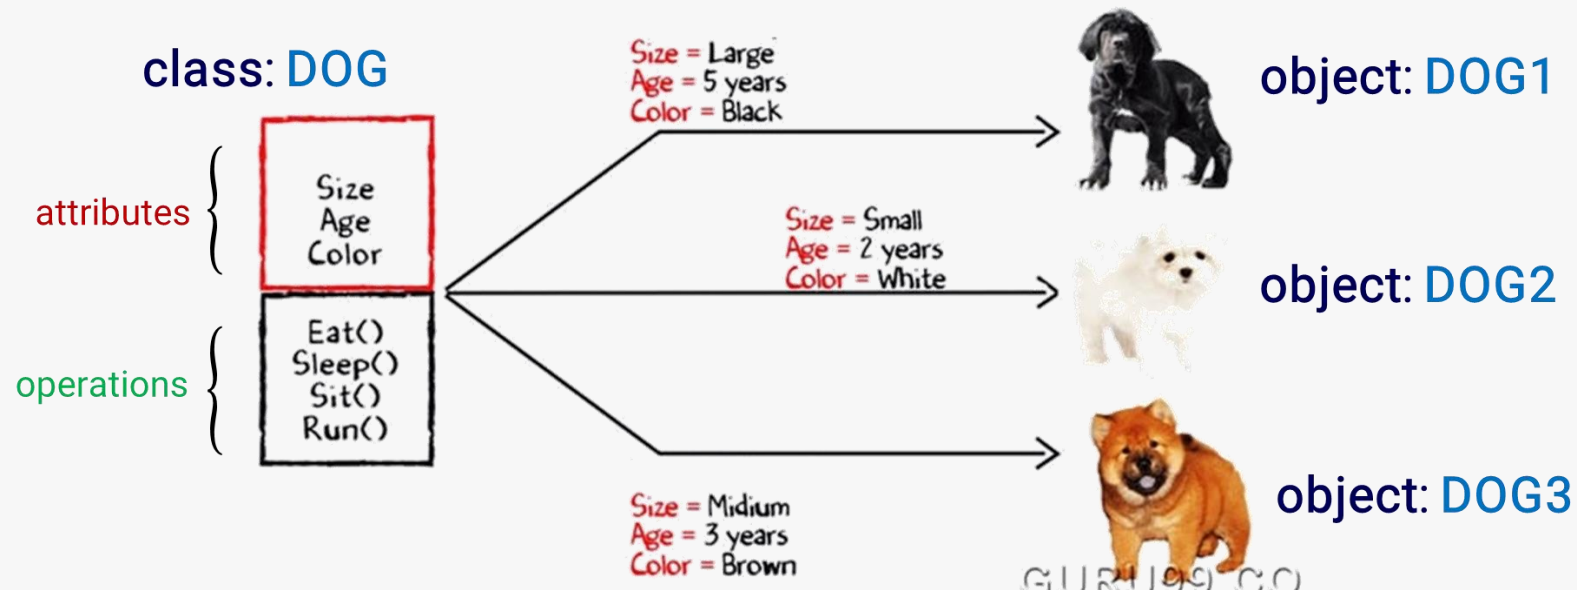 class: DOG
attributes
Size
Age
Color
operations
Eat()
Sleep()
Sit()
Run()
Size = Large
Age = 5 years
Color = Black
object: DOG1
Size = Small
Age = 2 years
Color = White
object: DOG2
Size = Midium
Age = 3 years
Color = Brown
object: DOG3
GURU99.CO